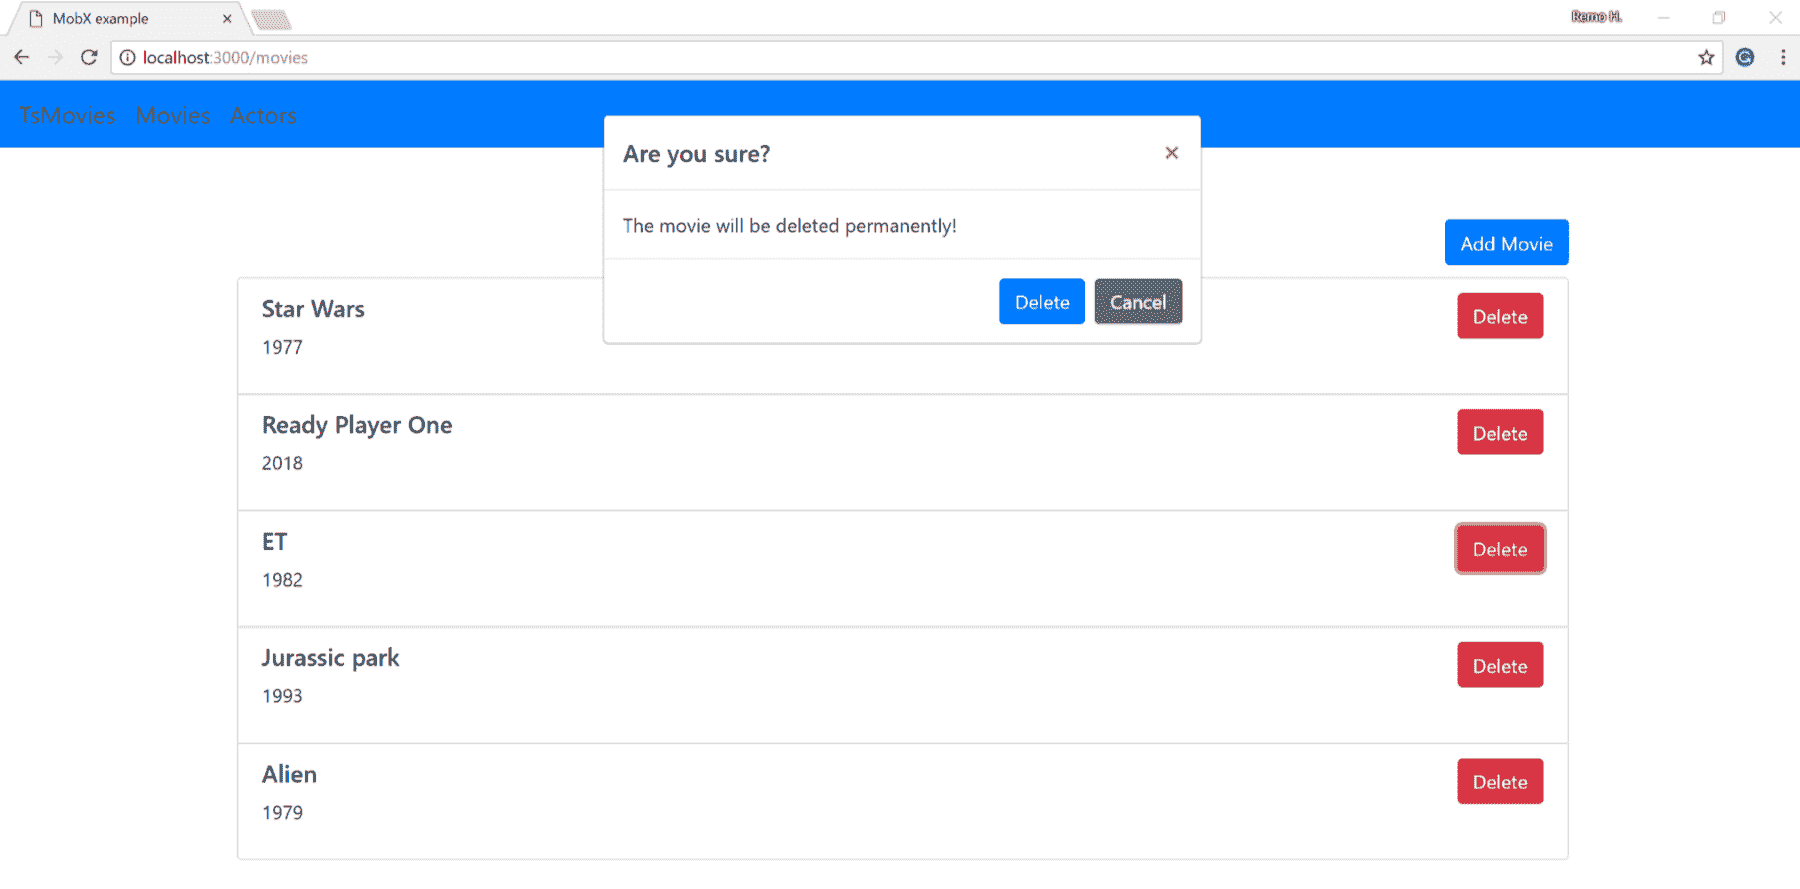 MobX example
Remo H.
localhost:3000/movies
TsMovies Movies Actors
Are you sure?
The movie will be deleted permanently!
Delete Cancel
Add Movie
Star Wars
1977
Delete
Ready Player One
2018
Delete
ET
1982
Delete
Jurassic park
1993
Delete
Alien
1979
Delete